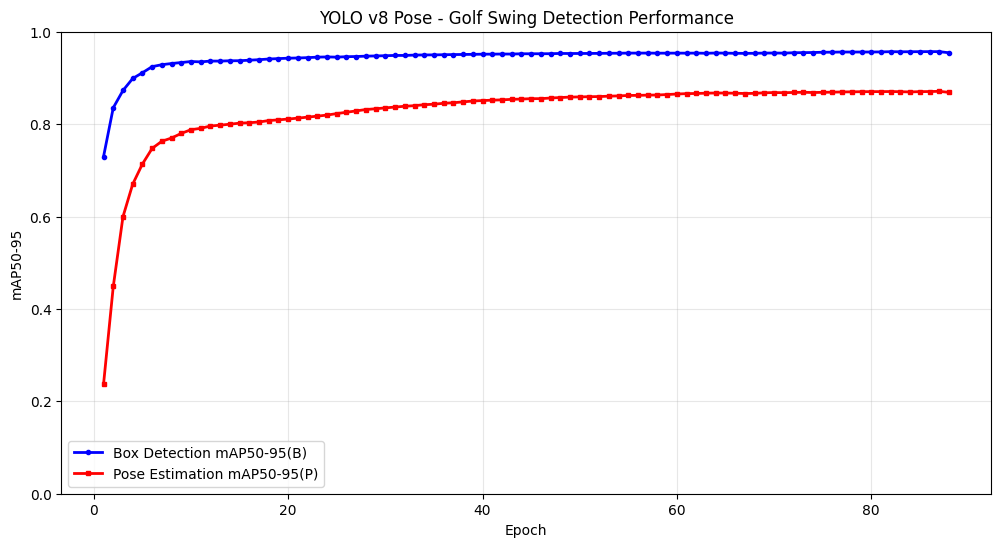 YOLO v8 Pose - Golf Swing Detection Performance
1.0
0.8
0.6
0.4
0.2
0.0
mAP50-95
Box Detection mAP50-95(B)
Pose Estimation mAP50-95(P)
0 20 40 60 80
Epoch